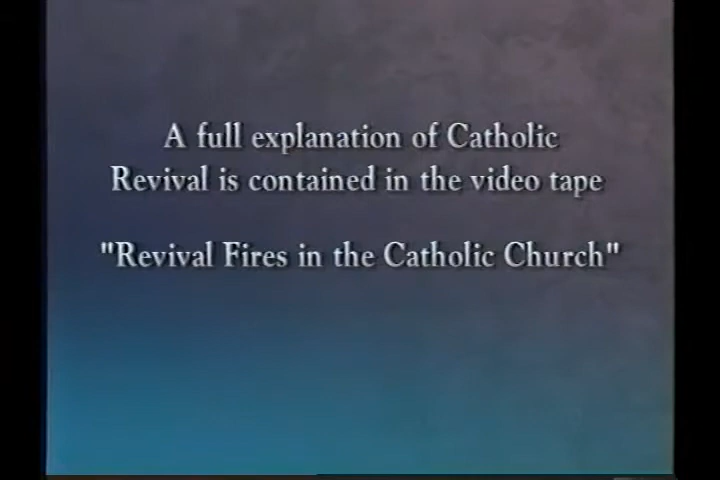 A full explanation of Catholic
Revival is contained in the video tape
"Revival Fires in the Catholic Church"